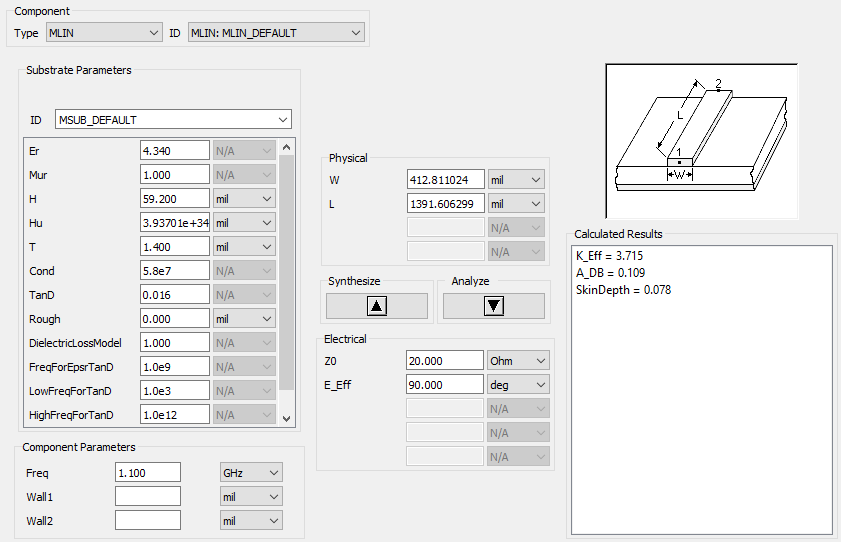 Component
Type MLIN ID MLIN: MLIN_DEFAULT
Substrate Parameters
ID MSUB_DEFAULT
Er 4.340 N/A
Mur 1.000 N/A
H 59.200 mil
Hu 3.93701e+34 mil
T 1.400 mil
Cond 5.8e7 N/A
TanD 0.016 N/A
Rough 0.000 mil
DielectricLossModel 1.000 N/A
FreqForEpsrTanD 1.0e9 N/A
LowFreqForTanD 1.0e3 N/A
HighFreqForTanD 1.0e12 N/A
Component Parameters
Freq 1.100 GHz
Wall1 mil
Wall2 mil
Physical
W 412.811024 mil
L 1391.606299 mil
N/A
N/A
Synthesize Analyze
Electrical
Z0 20.000 Ohm
E_Eff 90.000 deg
N/A
N/A
N/A
2
L
1
W
Calculated Results
K_Eff = 3.715
A_DB = 0.109
SkinDepth = 0.078